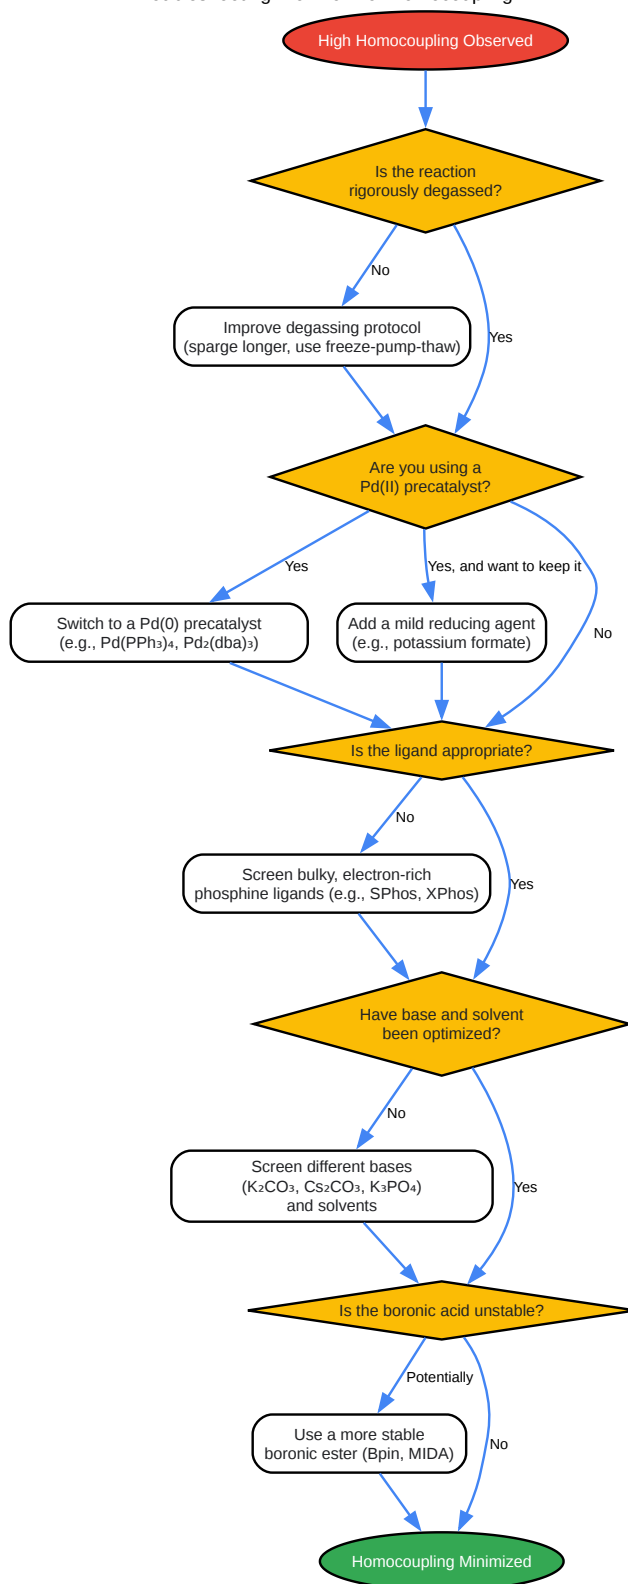 High Homocoupling Observed
Is the reaction
rigorously degassed?
No
Improve degassing protocol
(sparge longer, use freeze-pump-thaw)
Yes
Are you using a
Pd(II) precatalyst?
Yes
Yes, and want to keep it
Switch to a Pd(0) precatalyst
(e.g., Pd(PPh₃)₄, Pd₂(dba)₃)
Add a mild reducing agent
(e.g., potassium formate)
No
Is the ligand appropriate?
No
Screen bulky, electron-rich
phosphine ligands (e.g., SPhos, XPhos)
Yes
Have base and solvent
been optimized?
No
Screen different bases
(K₂CO₃, Cs₂CO₃, K₃PO₄)
and solvents
Yes
Is the boronic acid unstable?
Potentially
Use a more stable
boronic ester (Bpin, MIDA)
No
Homocoupling Minimized